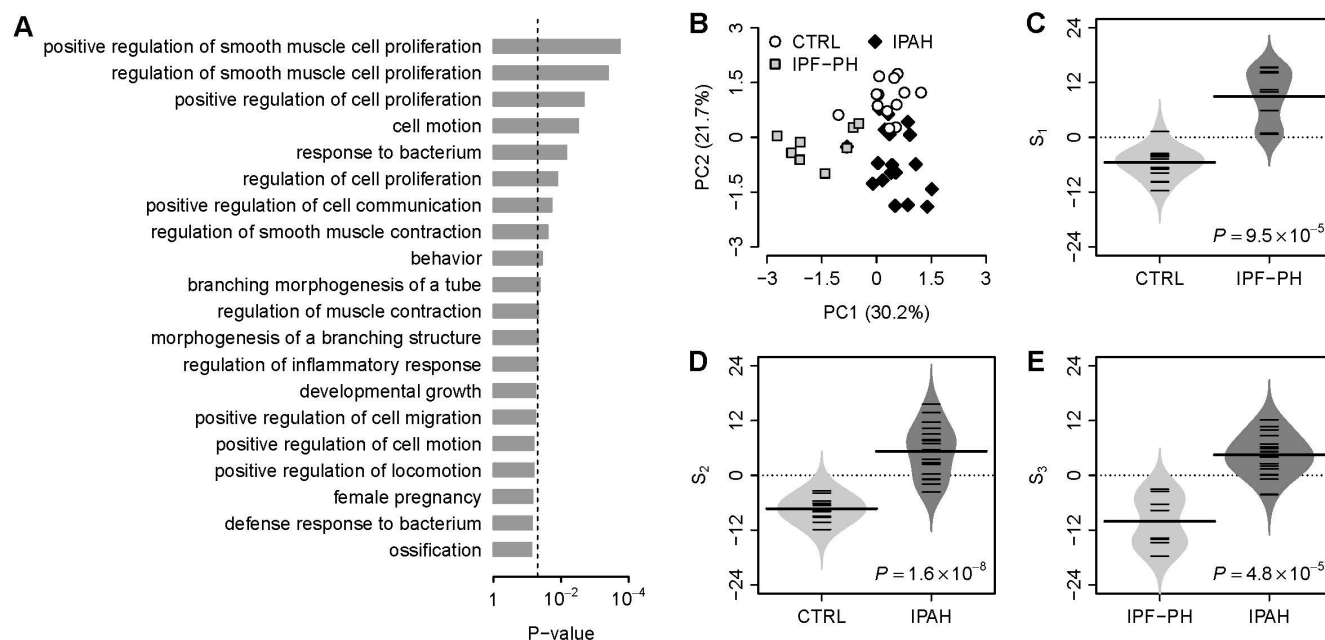 A
positive regulation of smooth muscle cell proliferation
regulation of smooth muscle cell proliferation
positive regulation of cell proliferation
cell motion
response to bacterium
regulation of cell proliferation
positive regulation of cell communication
regulation of smooth muscle contraction
behavior
branching morphogenesis of a tube
regulation of muscle contraction
morphogenesis of a branching structure
regulation of inflammatory response
developmental growth
positive regulation of cell migration
positive regulation of cell motion
positive regulation of locomotion
female pregnancy
defense response to bacterium
ossification
1 10⁻² 10⁻⁴
P−value
B
3
1.5
0
−1.5
−3
PC2 (21.7%)
CTRL IPAH
IPF−PH
−3 −1.5 0 1.5 3
PC1 (30.2%)
C
24
12
0
−12
−24
S₁
P = 9.5 × 10⁻⁵
CTRL IPF−PH
D
24
12
0
−12
−24
S₂
P = 1.6 × 10⁻⁸
CTRL IPAH
E
24
12
0
−12
−24
S₃
P = 4.8 × 10⁻⁵
IPF−PH IPAH